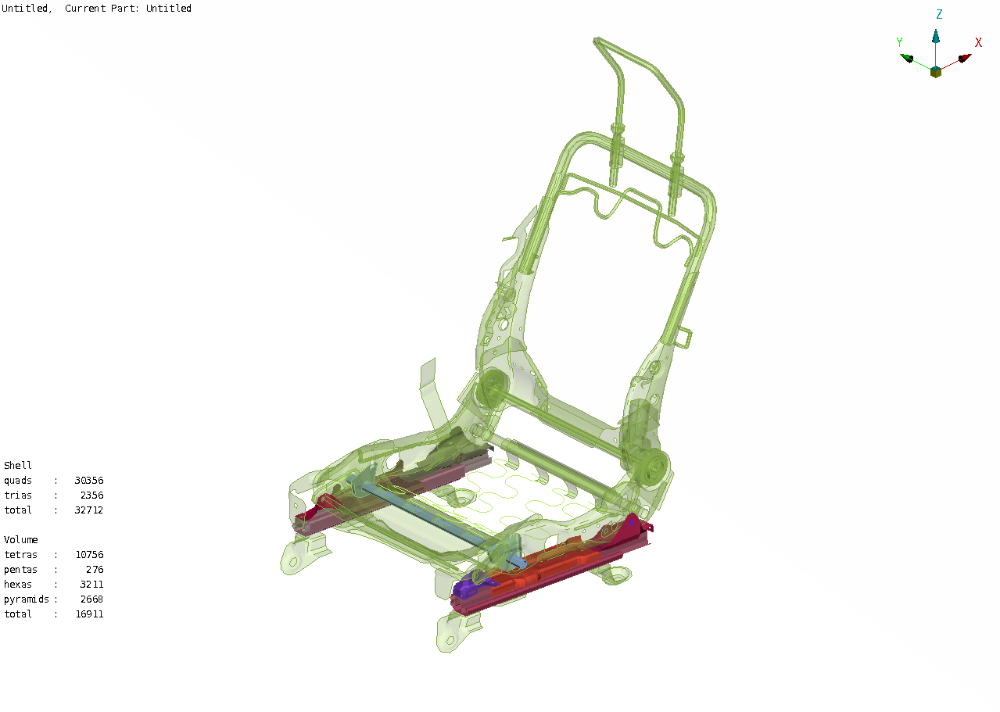 Untitled,  Current Part: Untitled
Z
Y
X
Shell
quads : 30356
trias : 2356
total : 32712
Volume
tetras : 10756
pentas : 276
hexas : 3211
pyramids : 2668
total : 16911